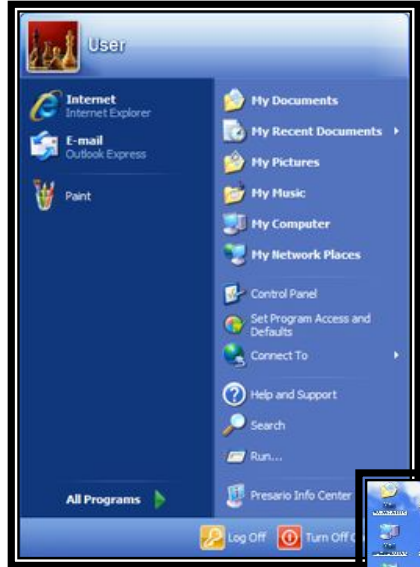 User
Internet
Internet Explorer
E-mail
Outlook Express
Paint
All Programs
My Documents
My Recent Documents
My Pictures
My Music
My Computer
My Network Places
Control Panel
Set Program Access and
Defaults
Connect To
Help and Support
Search
Run...
Presario Info Center
Log Off
Turn Off